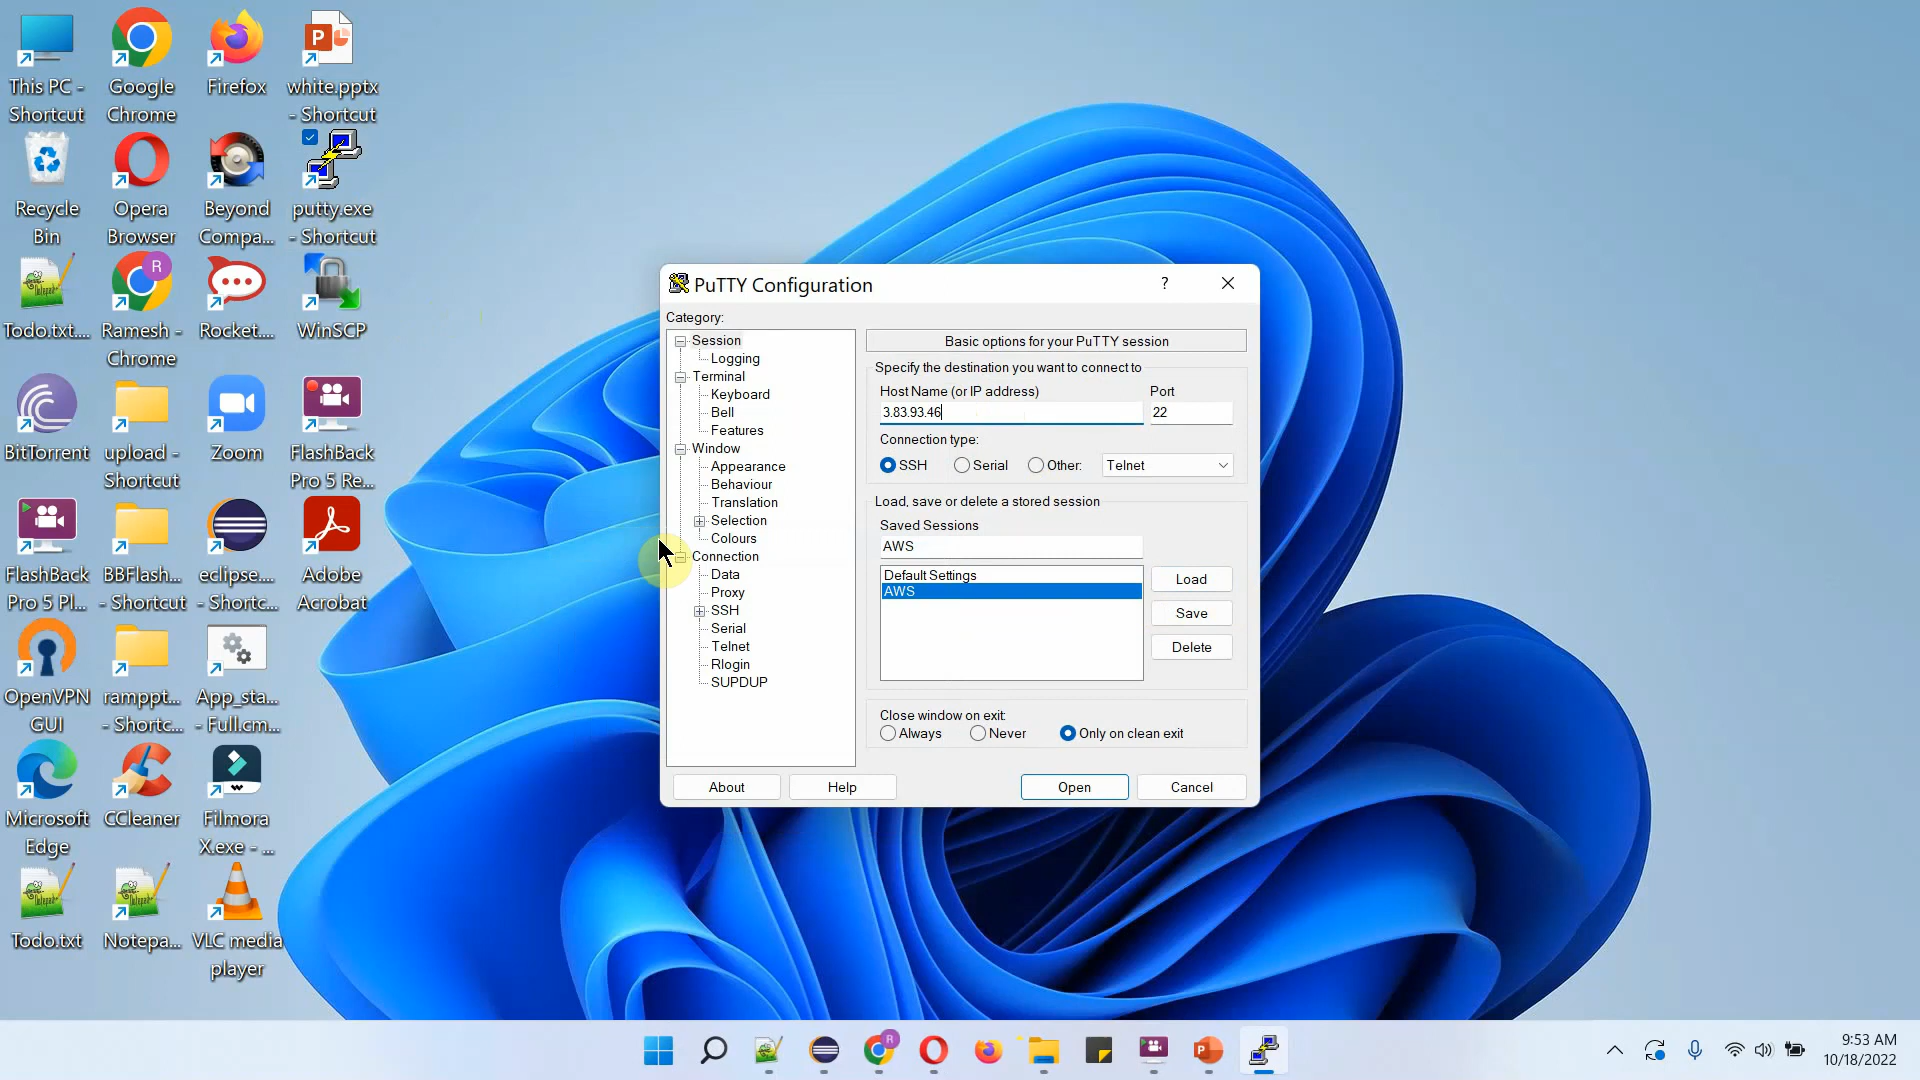 This PC -
Shortcut
Google
Chrome
Firefox
white.pptx
- Shortcut
Recycle
Bin
Opera
Browser
Beyond
Compa...
putty.exe
- Shortcut
Todo.txt....
Ramesh -
Chrome
Rocket....
WinSCP
BitTorrent
upload -
Shortcut
Zoom
FlashBack
Pro 5 Re...
FlashBack
Pro 5 Pl...
BBFlash...
- Shortcut
eclipse....
- Shortc...
Adobe
Acrobat
OpenVPN
GUI
ramppt...
- Shortc...
App_sta...
- Full.cm...
Microsoft
Edge
CCleaner
Filmora
X.exe - ...
Todo.txt
Notepa...
VLC media
player
PuTTY Configuration
?
Category:
Session
Logging
Terminal
Keyboard
Bell
Features
Window
Appearance
Behaviour
Translation
Selection
Colours
Connection
Data
Proxy
SSH
Serial
Telnet
Rlogin
SUPDUP
Basic options for your PuTTY session
Specify the destination you want to connect to
Host Name (or IP address) Port
3.83.93.46 22
Connection type:
SSH Serial Other: Telnet
Load, save or delete a stored session
Saved Sessions
AWS
Default Settings
AWS
Load
Save
Delete
Close window on exit:
Always Never Only on clean exit
About Help Open Cancel
9:53 AM
10/18/2022